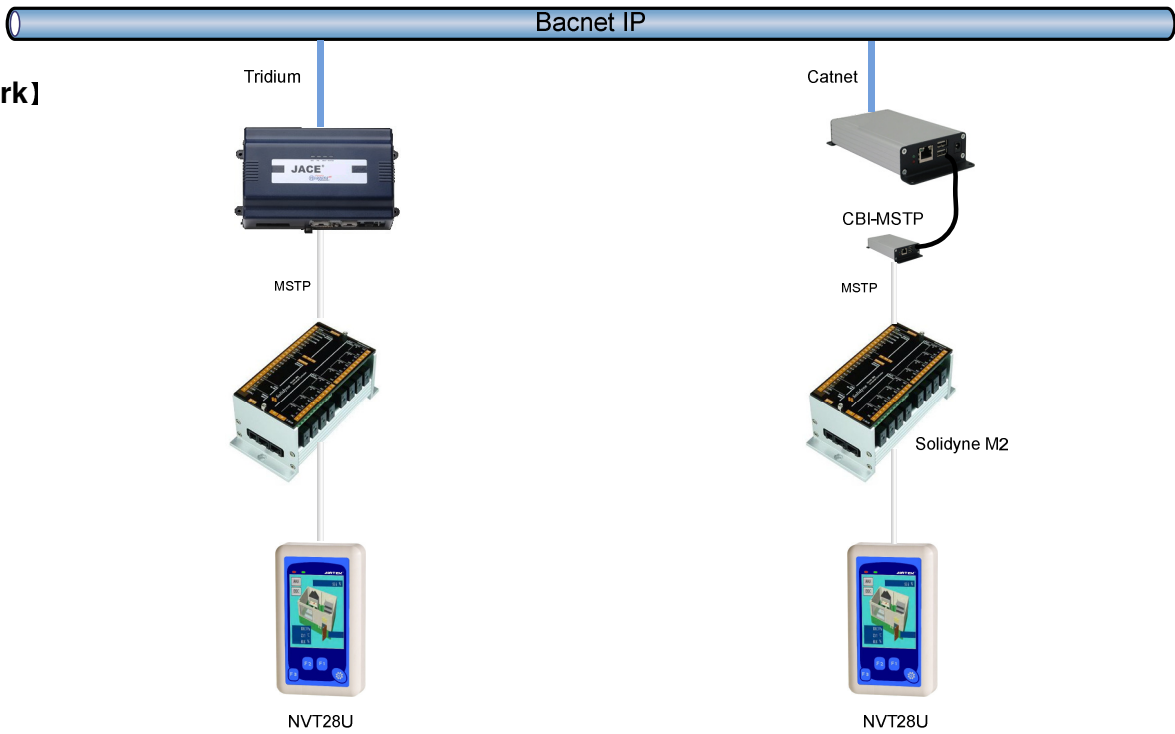 Bacnet IP
Tridium
Catnet
rk】
JACE
CBI-MSTP
MSTP
MSTP
Solidyne M2
NVT28U
NVT28U